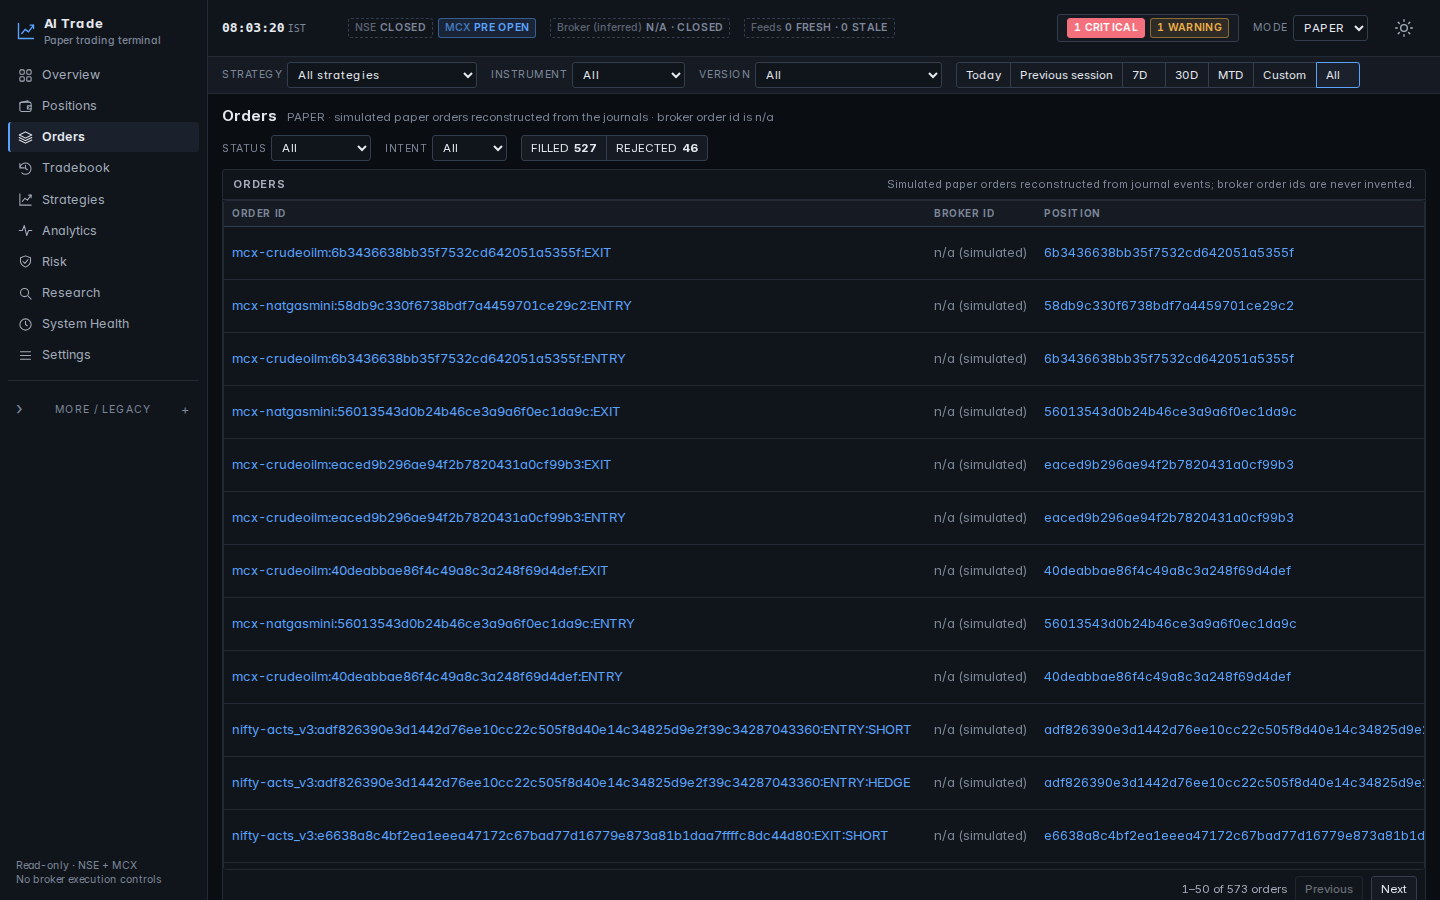 AI Trade
Paper trading terminal
Overview
Positions
Orders
Tradebook
Strategies
Analytics
Risk
Research
System Health
Settings
MORE / LEGACY +
Read-only · NSE + MCX
No broker execution controls
08:03:20 IST NSE CLOSED MCX PRE OPEN Broker (inferred) N/A · CLOSED Feeds 0 FRESH · 0 STALE 1 CRITICAL 1 WARNING MODE PAPER
STRATEGY All strategies INSTRUMENT All VERSION All Today Previous session 7D 30D MTD Custom All
Orders PAPER · simulated paper orders reconstructed from the journals · broker order id is n/a
STATUS All INTENT All FILLED 527 REJECTED 46
ORDERS Simulated paper orders reconstructed from journal events; broker order ids are never invented.
ORDER ID BROKER ID POSITION
mcx-crudeoilm:6b3436638bb35f7532cd642051a5355f:EXIT n/a (simulated) 6b3436638bb35f7532cd642051a5355f
mcx-natgasmini:58db9c330f6738bdf7a4459701ce29c2:ENTRY n/a (simulated) 58db9c330f6738bdf7a4459701ce29c2
mcx-crudeoilm:6b3436638bb35f7532cd642051a5355f:ENTRY n/a (simulated) 6b3436638bb35f7532cd642051a5355f
mcx-natgasmini:56013543d0b24b46ce3a9a6f0ec1da9c:EXIT n/a (simulated) 56013543d0b24b46ce3a9a6f0ec1da9c
mcx-crudeoilm:eaced9b296ae94f2b7820431a0cf99b3:EXIT n/a (simulated) eaced9b296ae94f2b7820431a0cf99b3
mcx-crudeoilm:eaced9b296ae94f2b7820431a0cf99b3:ENTRY n/a (simulated) eaced9b296ae94f2b7820431a0cf99b3
mcx-crudeoilm:40deabbae86f4c49a8c3a248f69d4def:EXIT n/a (simulated) 40deabbae86f4c49a8c3a248f69d4def
mcx-natgasmini:56013543d0b24b46ce3a9a6f0ec1da9c:ENTRY n/a (simulated) 56013543d0b24b46ce3a9a6f0ec1da9c
mcx-crudeoilm:40deabbae86f4c49a8c3a248f69d4def:ENTRY n/a (simulated) 40deabbae86f4c49a8c3a248f69d4def
nifty-acts_v3:adf826390e3d1442d76ee10cc22c505f8d40e14c34825d9e2f39c34287043360:ENTRY:SHORT n/a (simulated) adf826390e3d1442d76ee10cc22c505f8d40e14c34825d9e
nifty-acts_v3:adf826390e3d1442d76ee10cc22c505f8d40e14c34825d9e2f39c34287043360:ENTRY:HEDGE n/a (simulated) adf826390e3d1442d76ee10cc22c505f8d40e14c34825d9e
nifty-acts_v3:e6638a8c4bf2ea1eeea47172c67bad77d16779e873a81b1daa7ffffc8dc44d80:EXIT:SHORT n/a (simulated) e6638a8c4bf2ea1eeea47172c67bad77d16779e873a81b1d
1–50 of 573 orders Previous Next